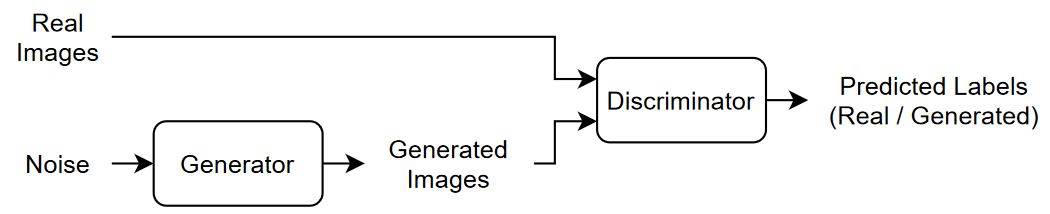 Real
Images
Noise
Generator
Generated
Images
Discriminator
Predicted Labels
(Real / Generated)